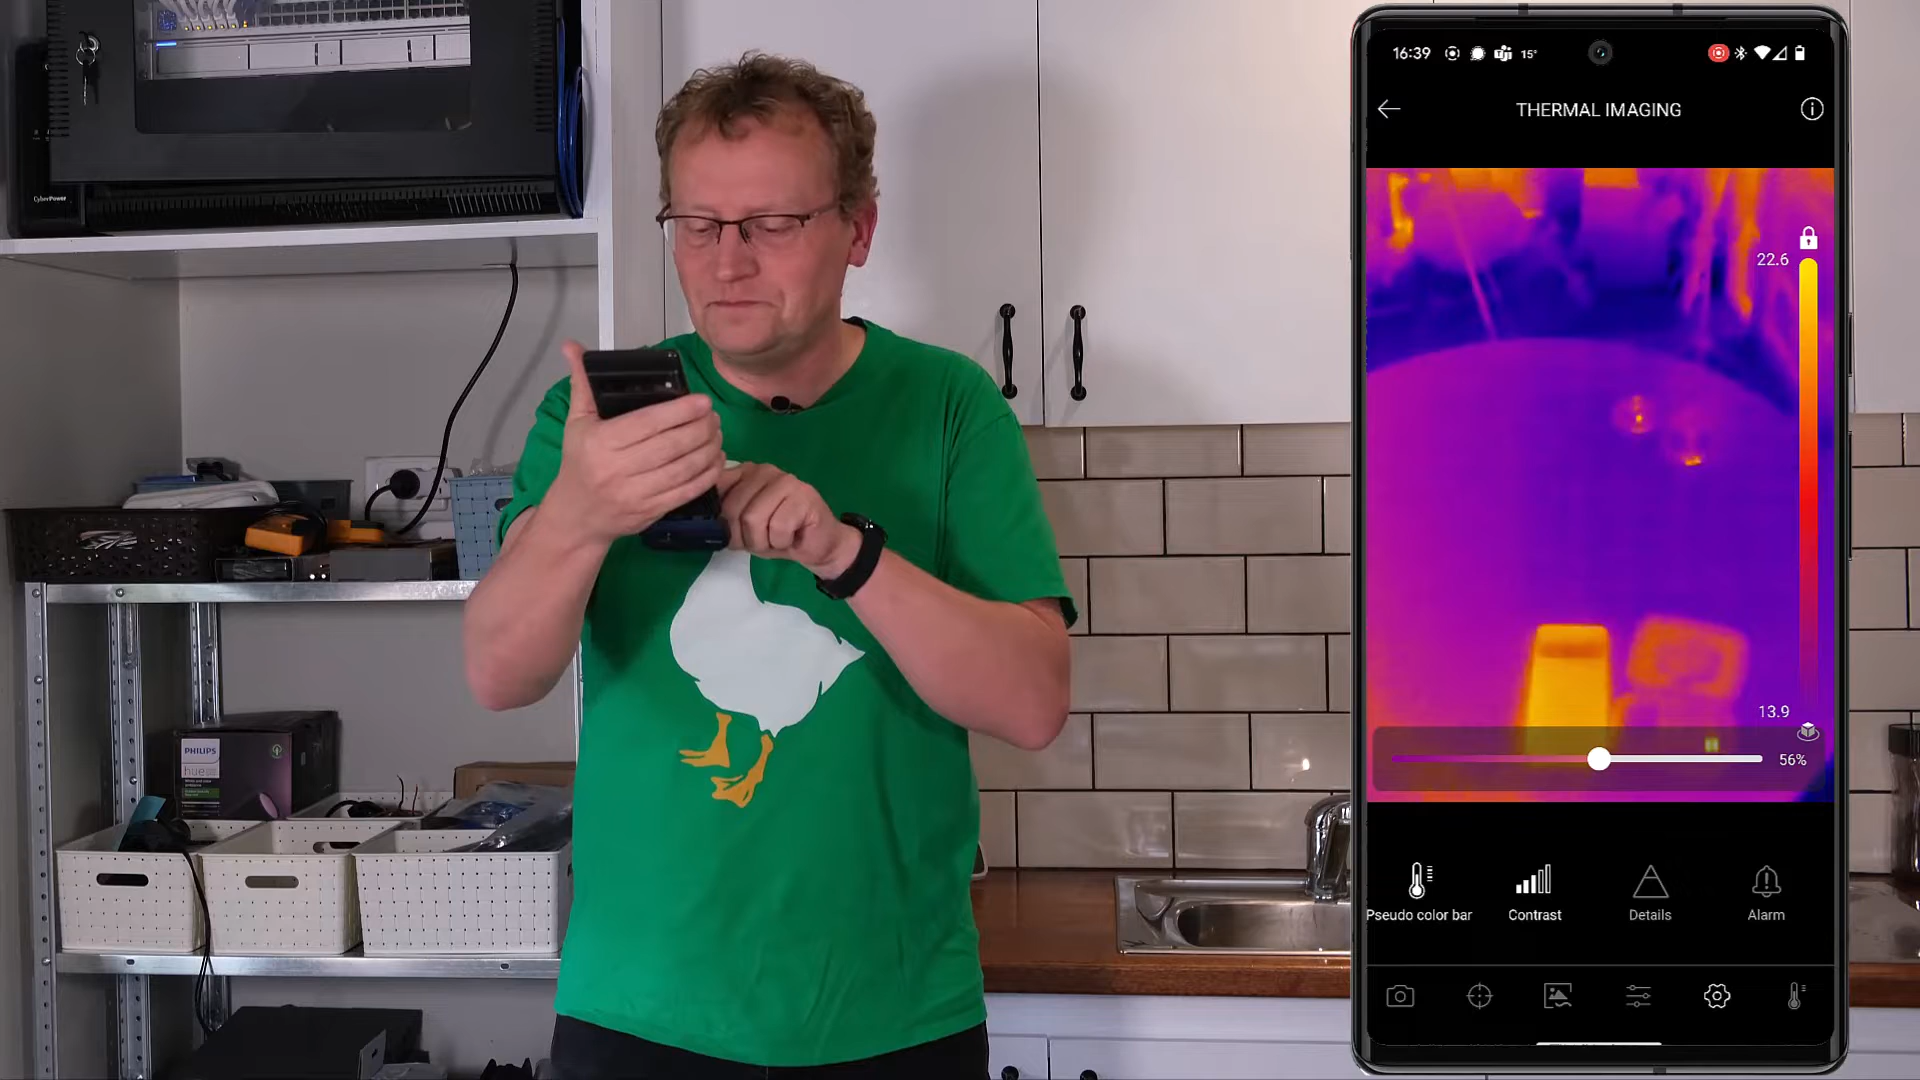 CyberPower
PHILIPS
hue
16:39
15°
THERMAL IMAGING
22.6
13.9
56%
Pseudo color bar
Contrast
Details
Alarm